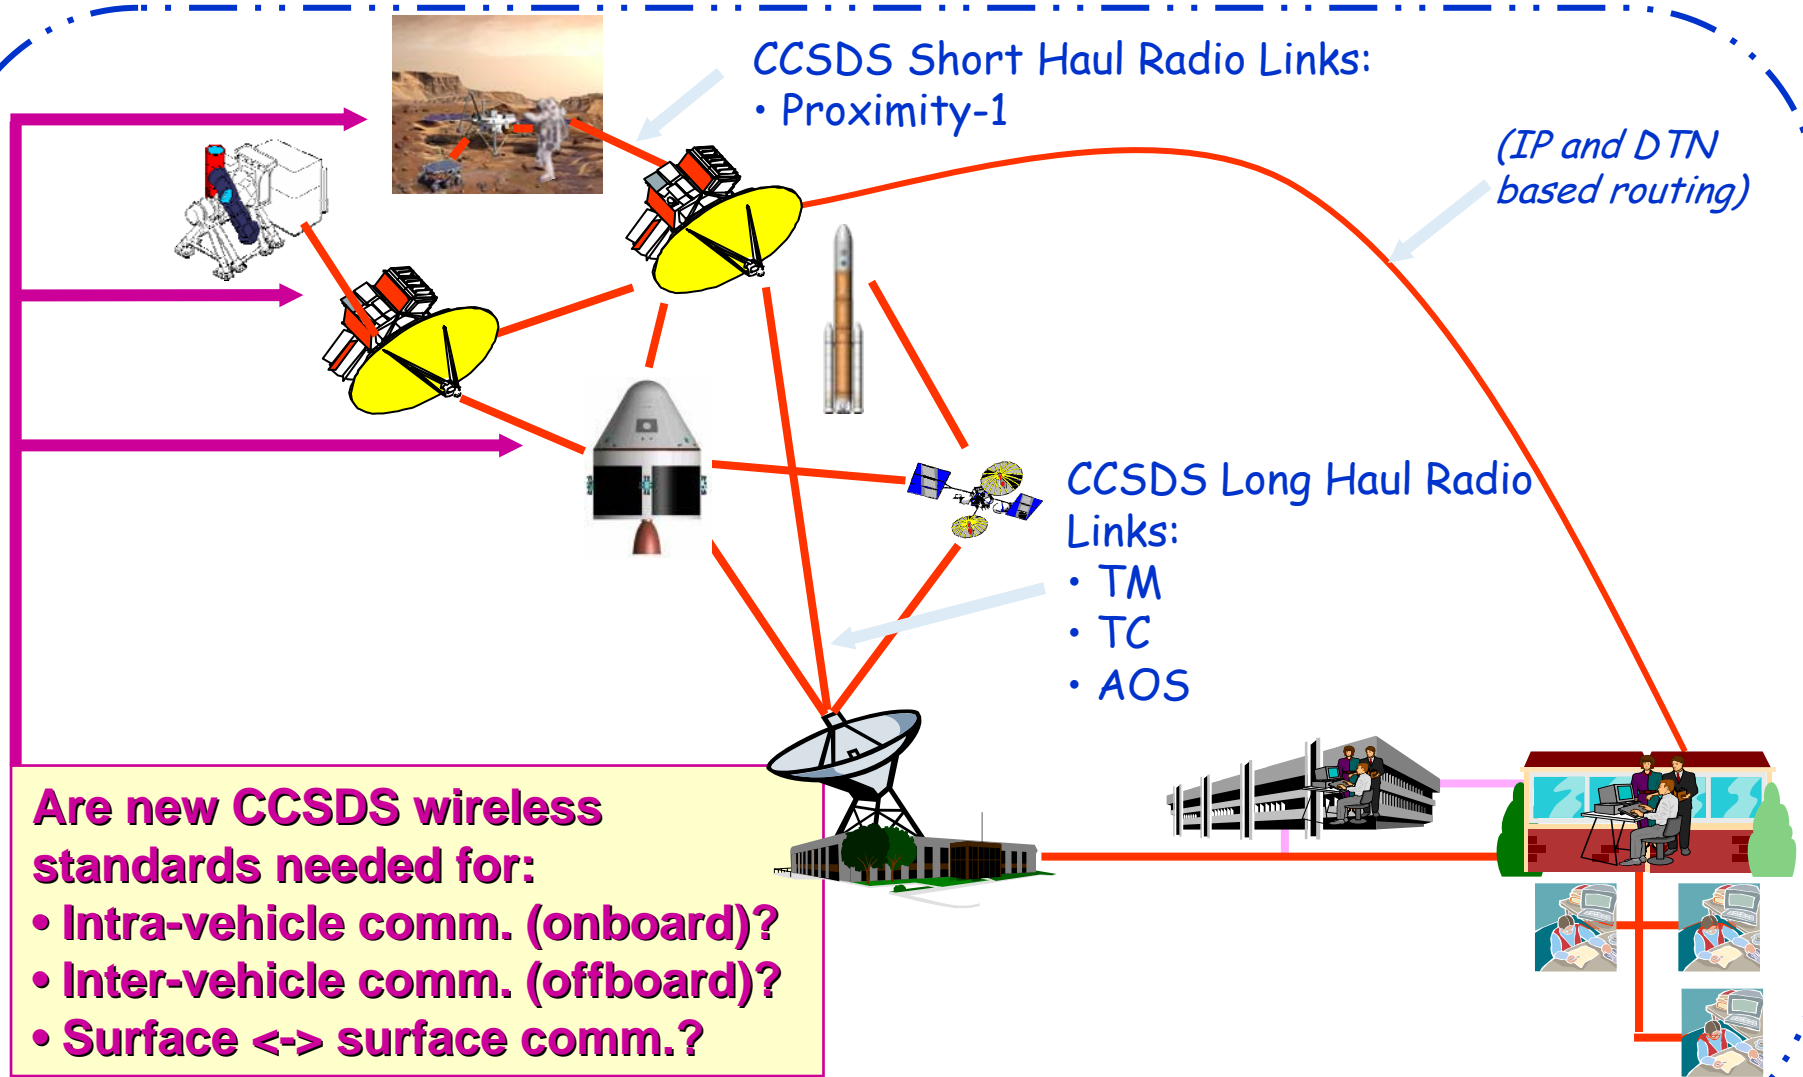 CCSDS Short Haul Radio Links:
• Proximity-1
(IP and DTN
based routing)
CCSDS Long Haul Radio
Links:
• TM
• TC
• AOS
Are new CCSDS wireless
standards needed for:
• Intra-vehicle comm. (onboard)?
• Inter-vehicle comm. (offboard)?
• Surface <-> surface comm.?